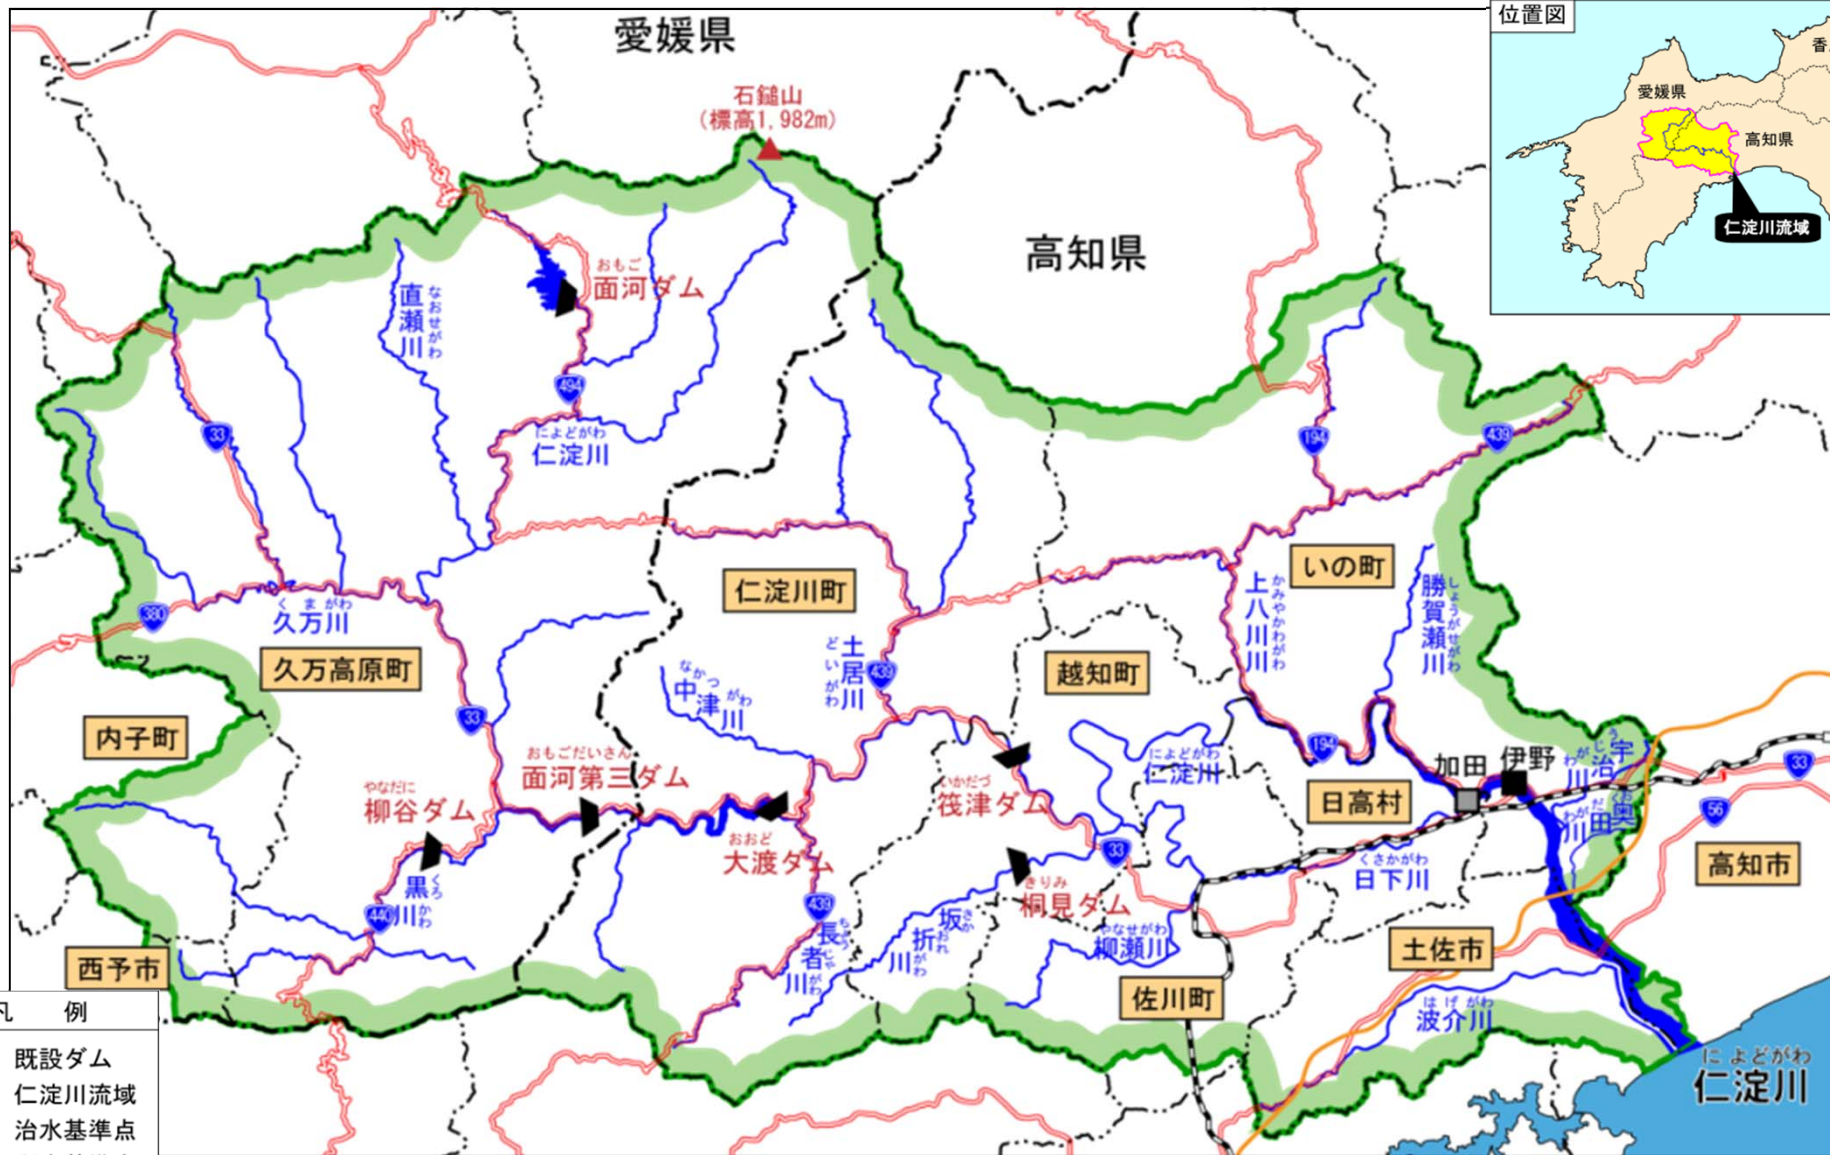 愛媛県
位置図
香
愛媛県
高知県
仁淀川流域
石鎚山
(標高1,982m)
高知県
おもご
面河ダム
なおせがわ
直瀬川
494
33
によどがわ
仁淀川
194
439
いの町
仁淀川町
かみやかわがわ
上八川川
しょうがせがわ
勝賀瀬川
380
くまがわ
久万川
久万高原町
どいがわ
土居川
439
越知町
なかつがわ
中津川
33
内子町
194
によどがわ
仁淀川
加田
伊野
うじがわ
宇治川
33
おもごだいさん
面河第三ダム
やなだに
柳谷ダム
いかだづ
筏津ダム
日高村
56
奥田川
おおど
大渡ダム
33
くさかがわ
日下川
高知市
くろかわ
黒川
440
きりみ
桐見ダム
439
ちょうじゃがわ
長者川
さかおれがわ
坂折川
やなせがわ
柳瀬川
土佐市
西予市
佐川町
はげがわ
波介川
凡 例
既設ダム
仁淀川流域
治水基準点
によどがわ
仁淀川